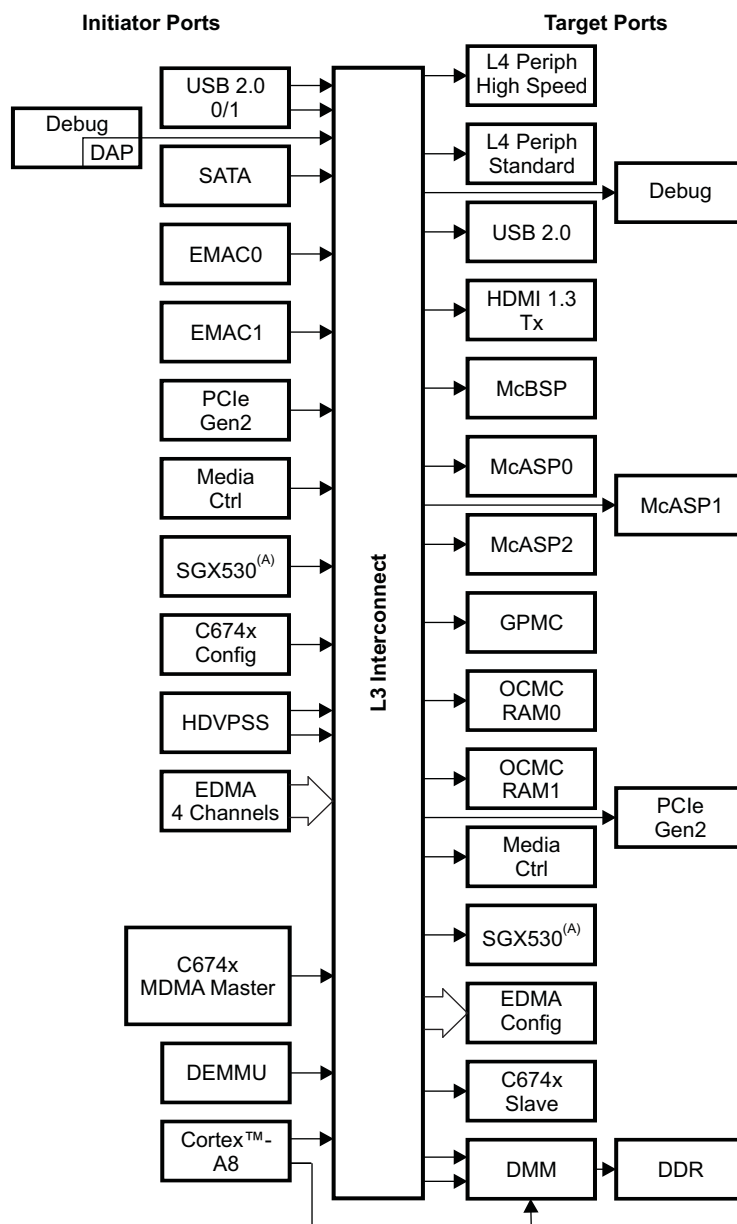 Initiator Ports
Target Ports
USB 2.0
0/1
Debug
DAP
SATA
EMAC0
EMAC1
PCIe
Gen2
Media
Ctrl
SGX530(A)
C674x
Config
HDVPSS
EDMA
4 Channels
C674x
MDMA Master
DEMMU
Cortex™-
A8
L3 Interconnect
L4 Periph
High Speed
L4 Periph
Standard
Debug
USB 2.0
HDMI 1.3
Tx
McBSP
McASP0
McASP1
McASP2
GPMC
OCMC
RAM0
OCMC
RAM1
PCIe
Gen2
Media
Ctrl
SGX530(A)
EDMA
Config
C674x
Slave
DMM
DDR